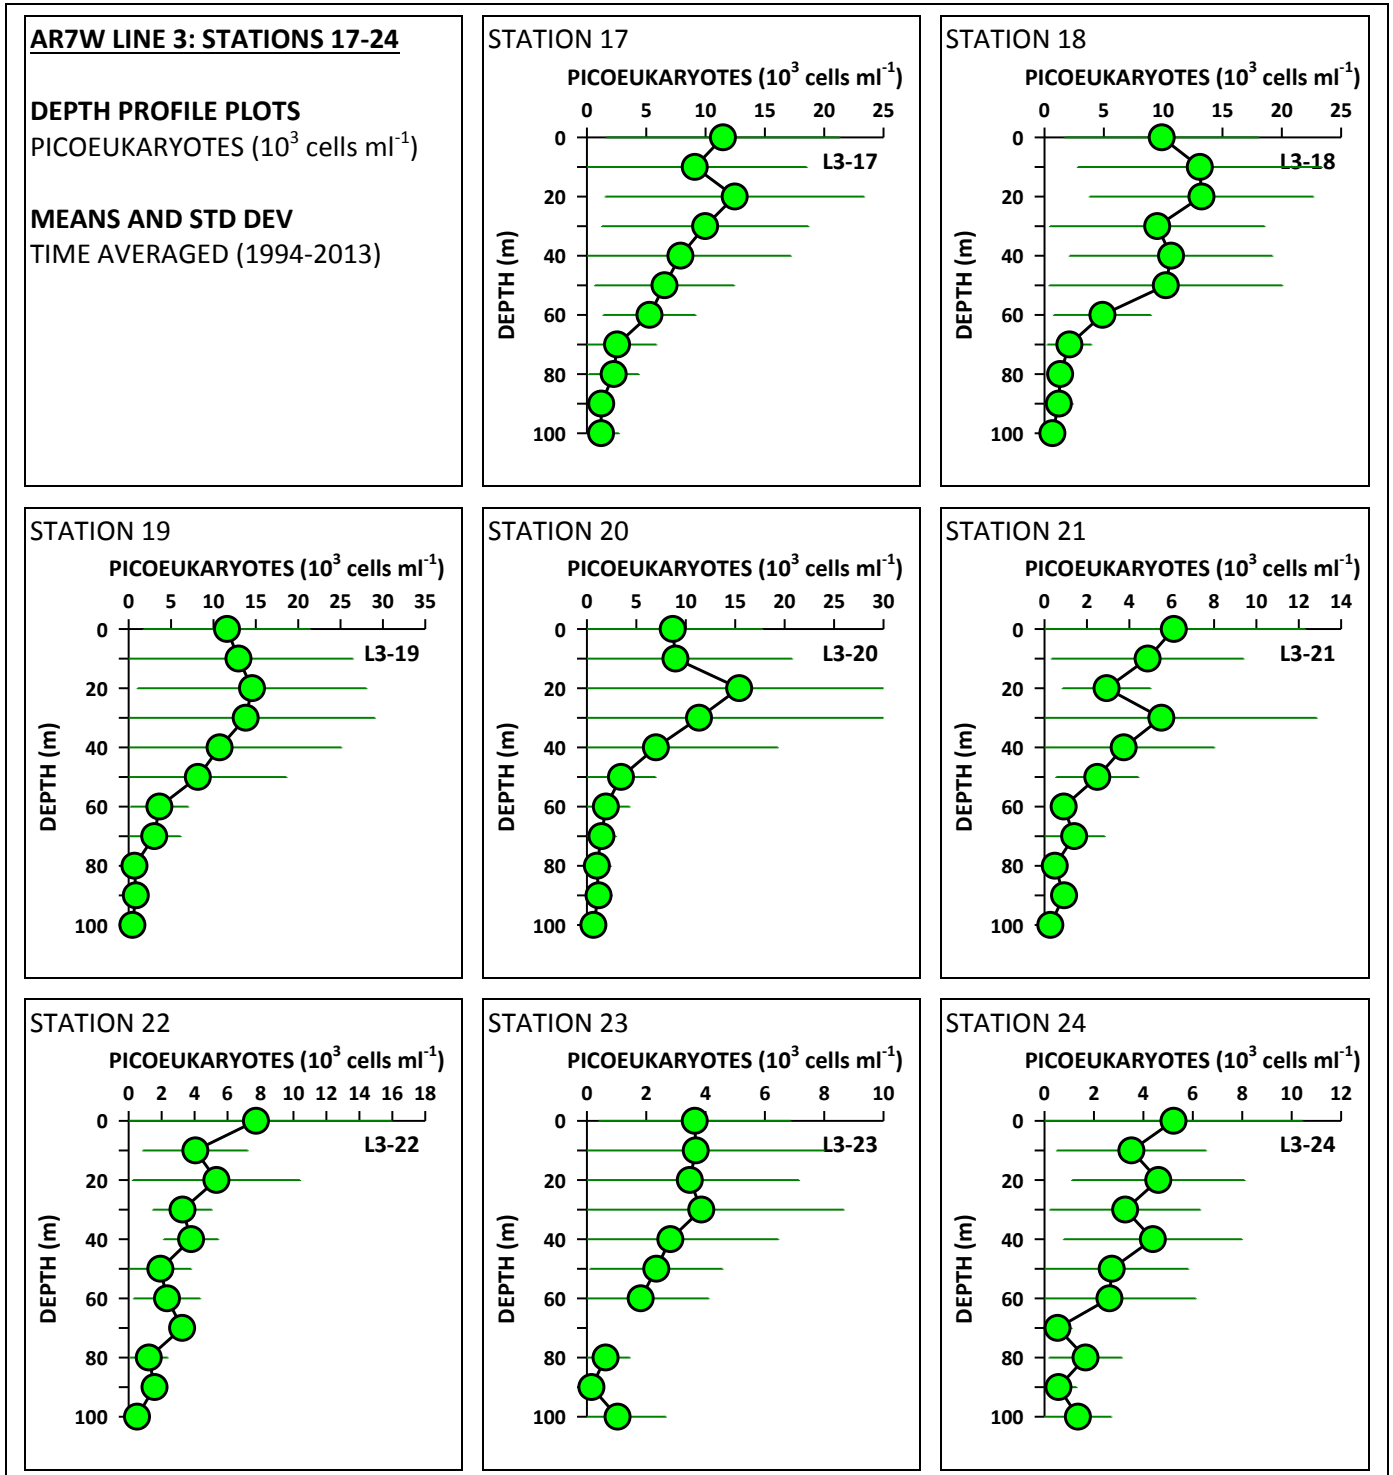 AR7W LINE 3: STATIONS 17-24
DEPTH PROFILE PLOTS
PICOEUKARYOTES (10³ cells ml⁻¹)
MEANS AND STD DEV
TIME AVERAGED (1994-2013)
STATION 17
PICOEUKARYOTES (10³ cells ml⁻¹)
0 5 10 15 20 25
L3-17
DEPTH (m)
0
20
40
60
80
100
STATION 18
PICOEUKARYOTES (10³ cells ml⁻¹)
0 5 10 15 20 25
L3-18
DEPTH (m)
0
20
40
60
80
100
STATION 19
PICOEUKARYOTES (10³ cells ml⁻¹)
0 5 10 15 20 25 30 35
L3-19
DEPTH (m)
0
20
40
60
80
100
STATION 20
PICOEUKARYOTES (10³ cells ml⁻¹)
0 5 10 15 20 25 30
L3-20
DEPTH (m)
0
20
40
60
80
100
STATION 21
PICOEUKARYOTES (10³ cells ml⁻¹)
0 2 4 6 8 10 12 14
L3-21
DEPTH (m)
0
20
40
60
80
100
STATION 22
PICOEUKARYOTES (10³ cells ml⁻¹)
0 2 4 6 8 10 12 14 16 18
L3-22
DEPTH (m)
0
20
40
60
80
100
STATION 23
PICOEUKARYOTES (10³ cells ml⁻¹)
0 2 4 6 8 10
L3-23
DEPTH (m)
0
20
40
60
80
100
STATION 24
PICOEUKARYOTES (10³ cells ml⁻¹)
0 2 4 6 8 10 12
L3-24
DEPTH (m)
0
20
40
60
80
100